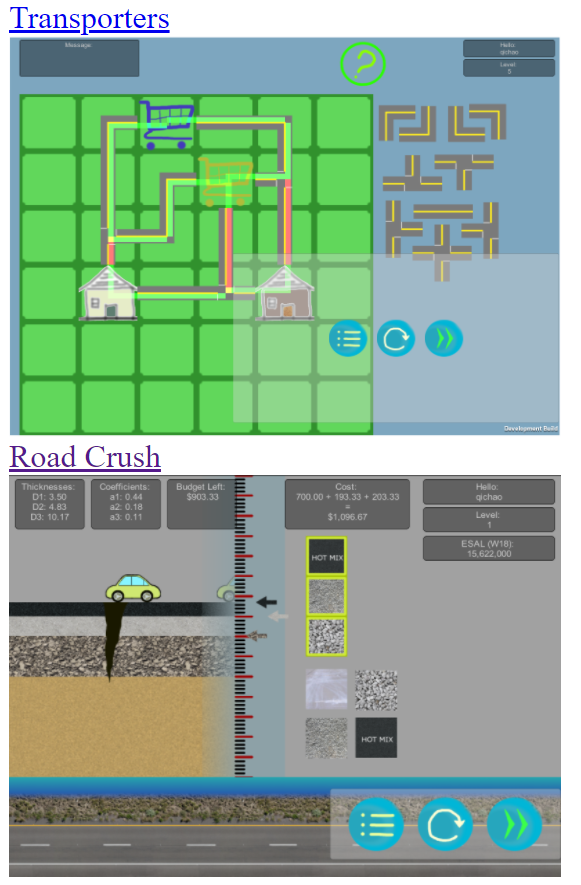 Transporters
Message:
Hello:
qichao
Level:
5
?
Development Build
Road Crush
Thicknesses:
D1: 3.50
D2: 4.83
D3: 10.17
Coefficients:
a1: 0.44
a2: 0.18
a3: 0.11
Budget Left:
$903.33
Cost:
700.00 + 193.33 + 203.33
=
$1,096.67
Hello:
qichao
Level:
1
ESAL (W18):
15,622,000
HOT MIX
HOT MIX